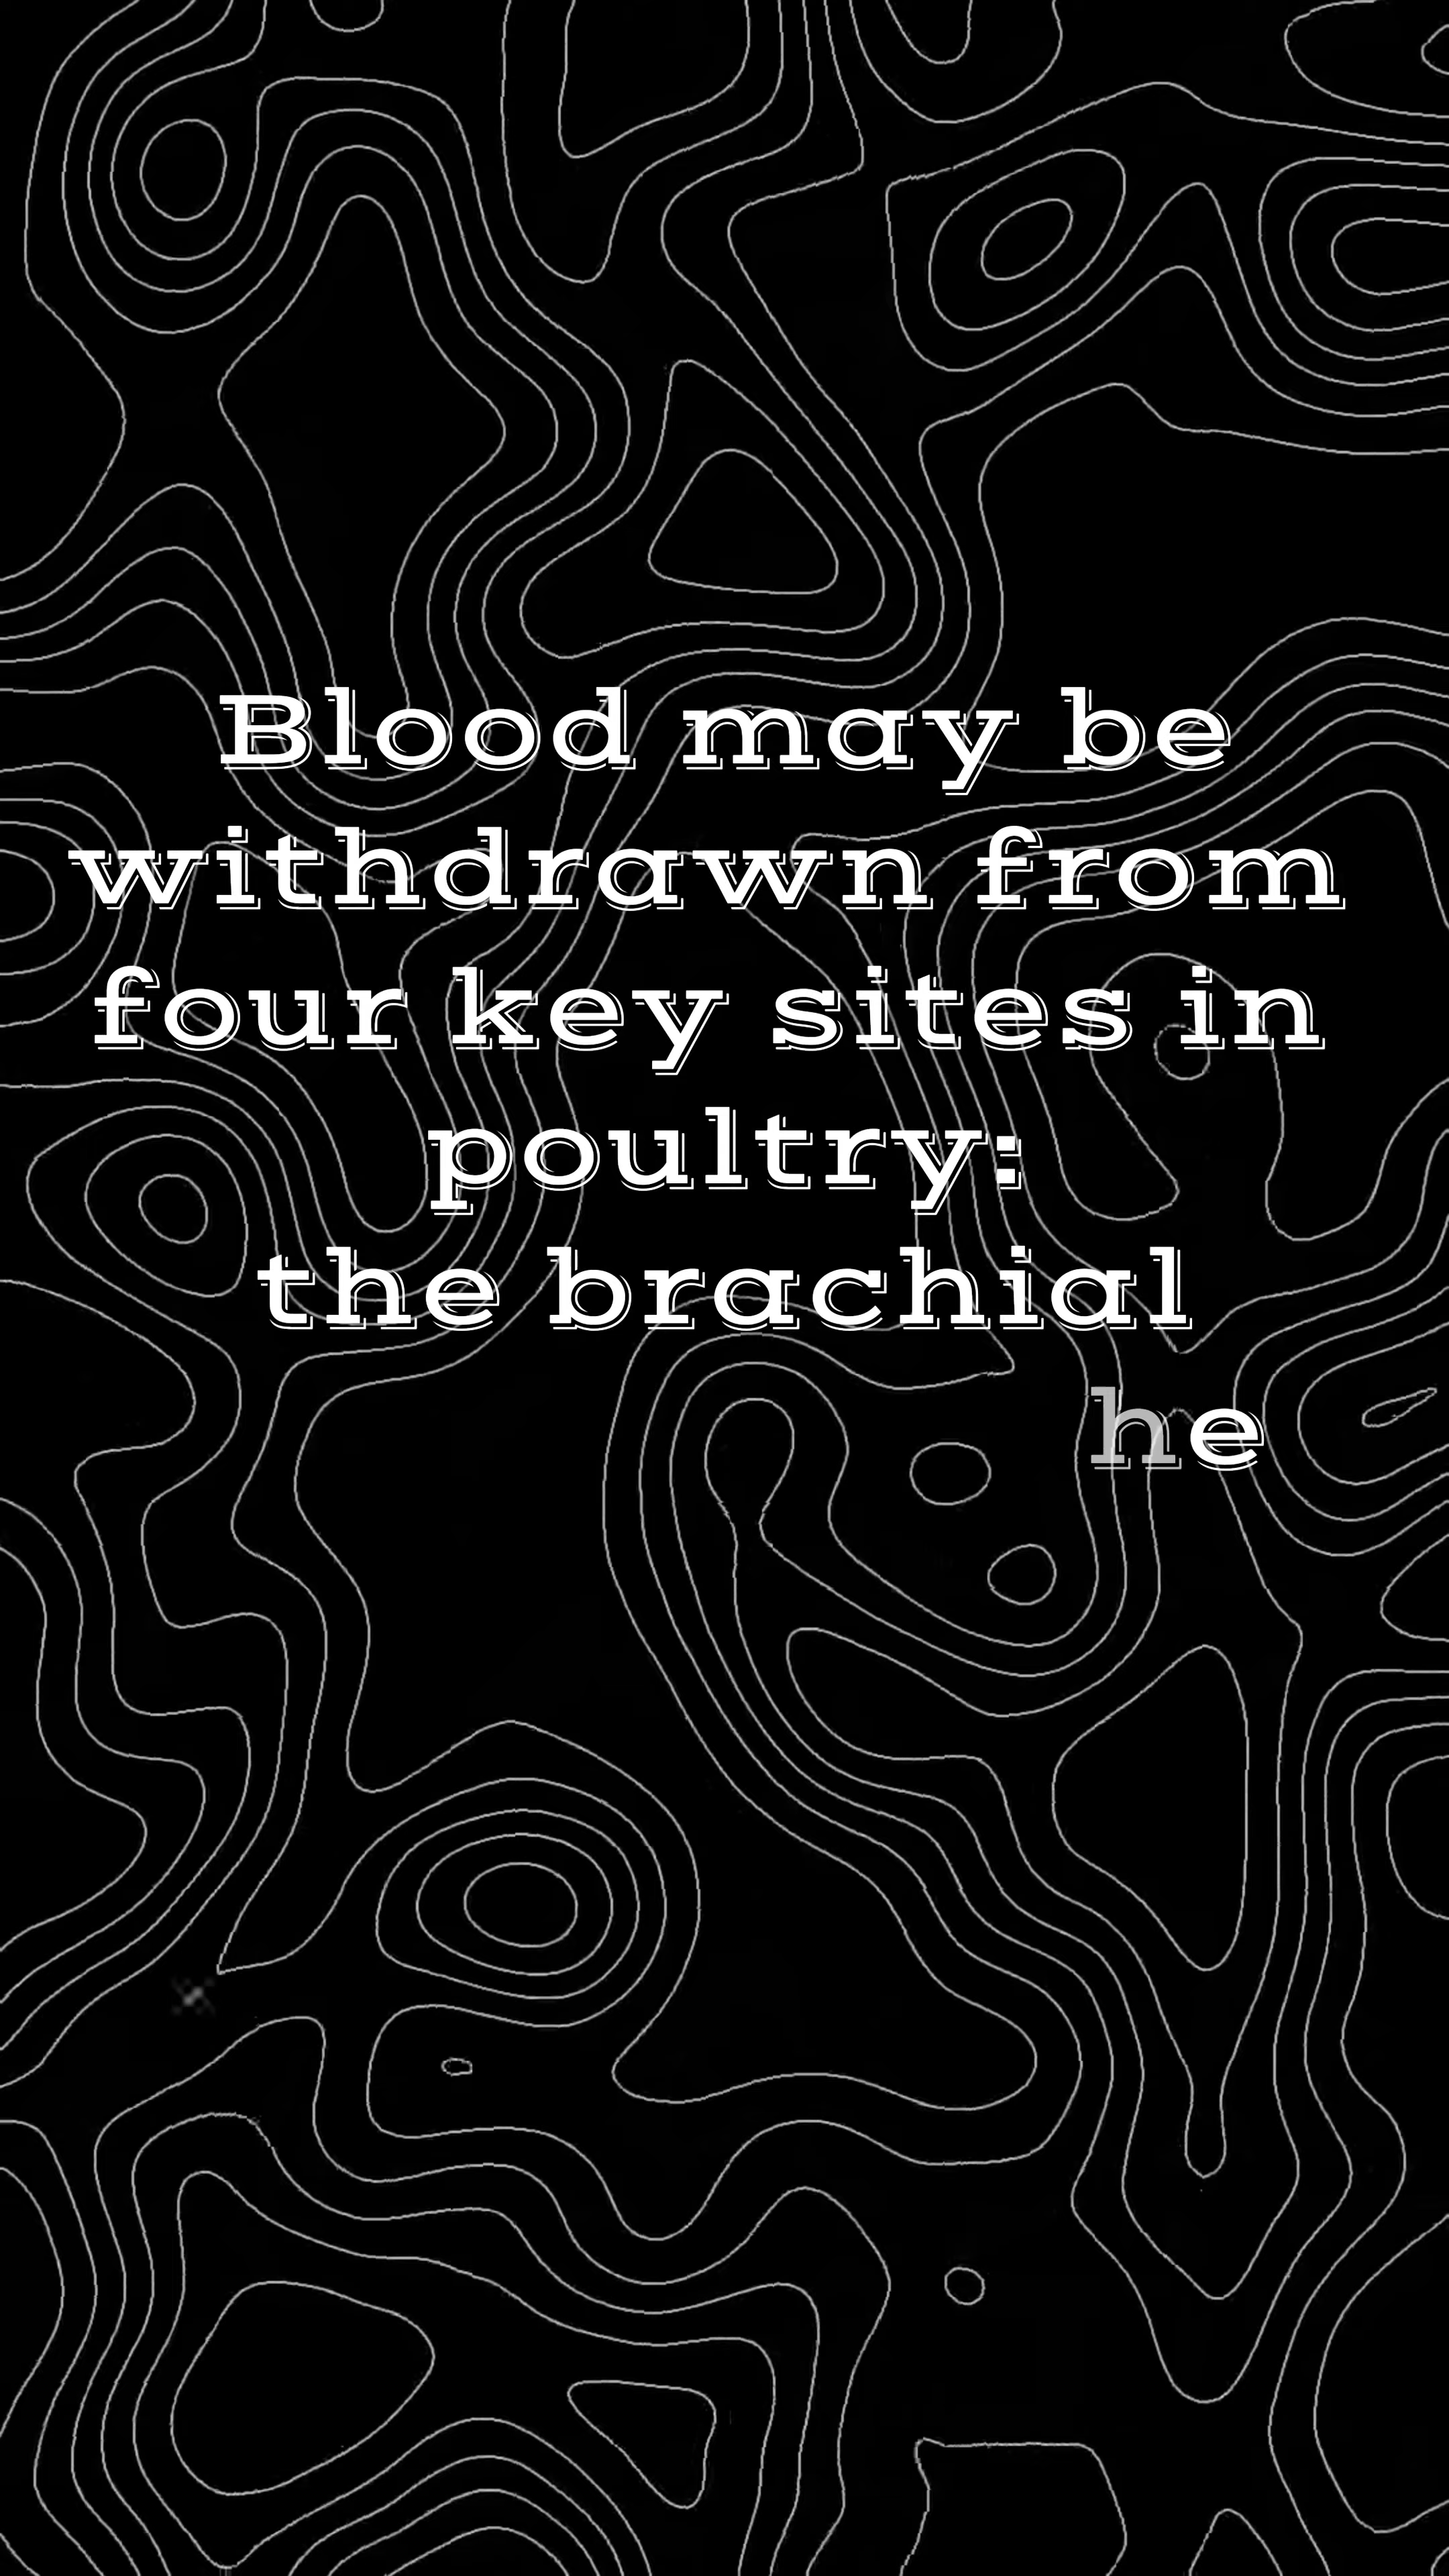 Blood may be
withdrawn from
four key sites in
poultry:
the brachial
he